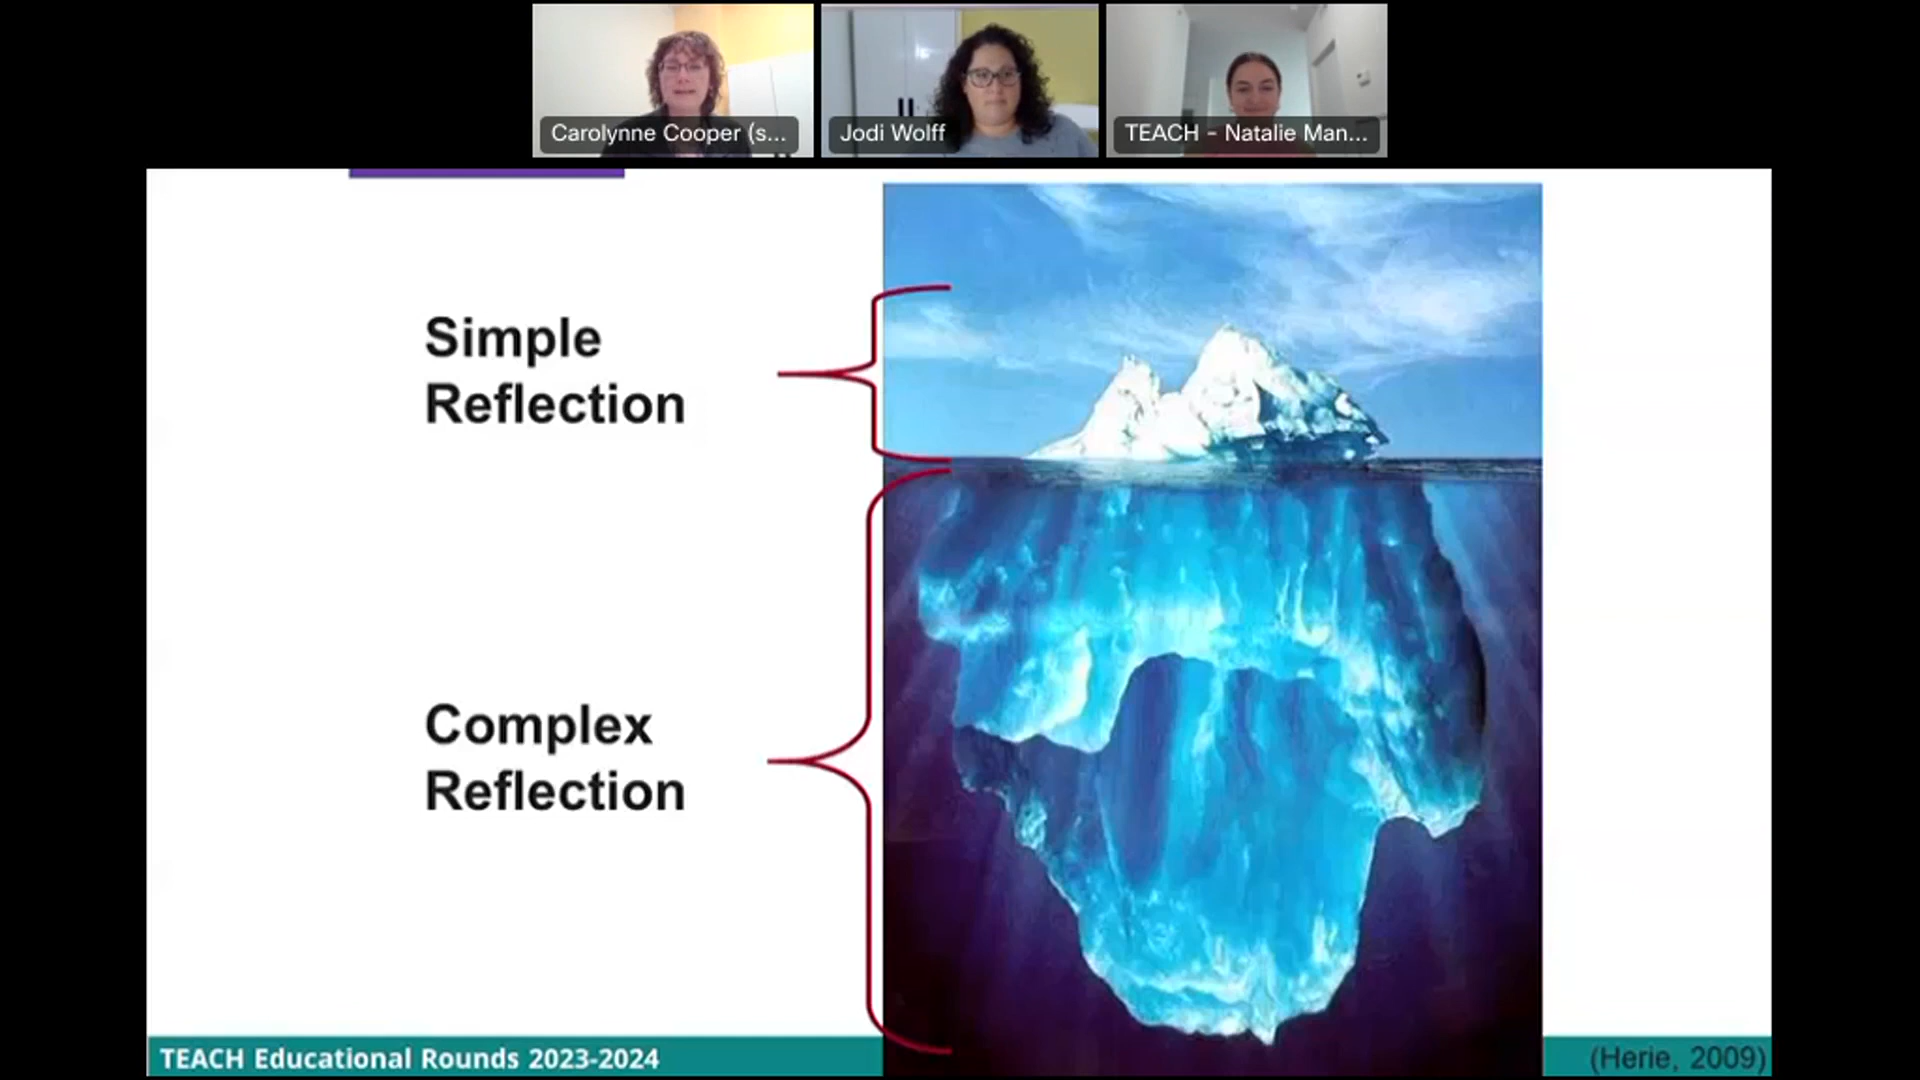 Carolynne Cooper (s...
Jodi Wolff
TEACH - Natalie Man...
Simple
Reflection
Complex
Reflection
TEACH Educational Rounds 2023-2024
(Herie, 2009)